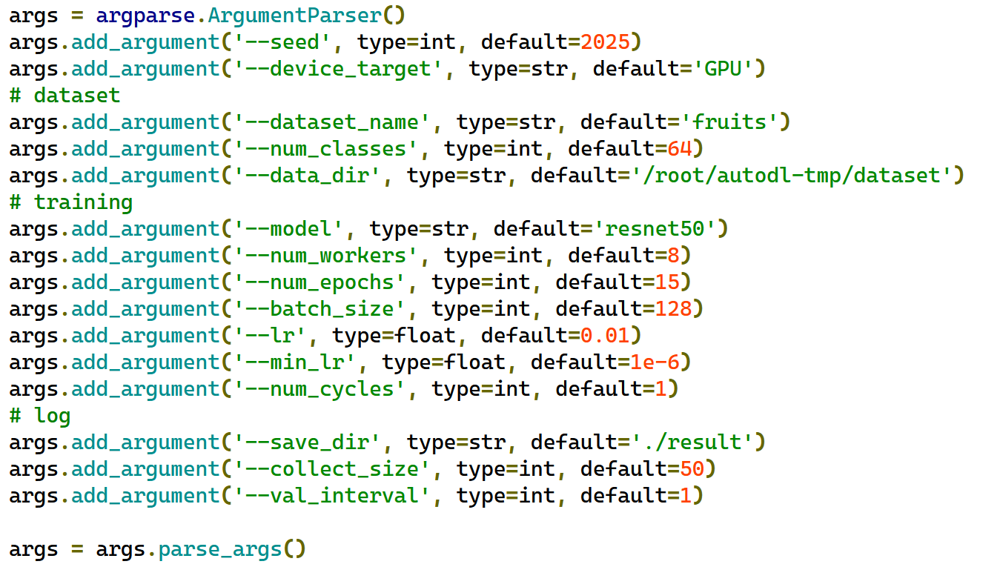 args = argparse.ArgumentParser()
args.add_argument('--seed', type=int, default=2025)
args.add_argument('--device_target', type=str, default='GPU')
# dataset
args.add_argument('--dataset_name', type=str, default='fruits')
args.add_argument('--num_classes', type=int, default=64)
args.add_argument('--data_dir', type=str, default='/root/autodl-tmp/dataset')
# training
args.add_argument('--model', type=str, default='resnet50')
args.add_argument('--num_workers', type=int, default=8)
args.add_argument('--num_epochs', type=int, default=15)
args.add_argument('--batch_size', type=int, default=128)
args.add_argument('--lr', type=float, default=0.01)
args.add_argument('--min_lr', type=float, default=1e-6)
args.add_argument('--num_cycles', type=int, default=1)
# log
args.add_argument('--save_dir', type=str, default='./result')
args.add_argument('--collect_size', type=int, default=50)
args.add_argument('--val_interval', type=int, default=1)
args = args.parse_args()